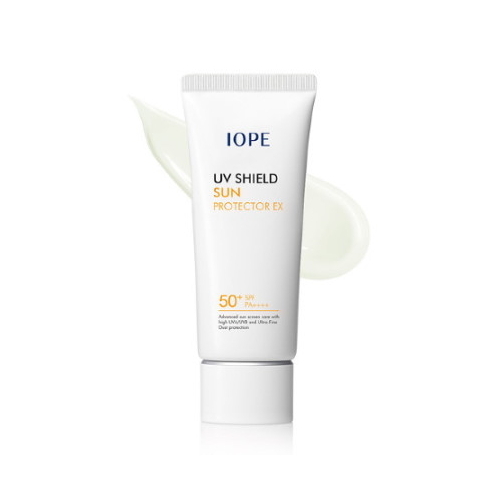 IOPE
UV SHIELD
SUN
PROTECTOR EX
50+ SPF
PA++++
Advanced sun screen care with
high UVA/UVB and Ultra Fine
Dust protection